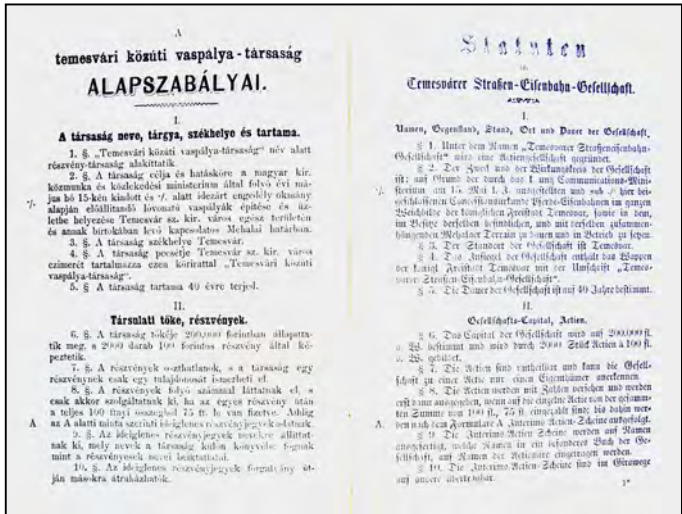 A
temesvári közúti vaspálya-társaság
ALAPSZABÁLYAI.
I.
A társaság neve, tárgya, székhelye és tartama.
1. §. „Temesvári közúti vaspálya-társaság" név alatt
részvény-társaság alakittatik.
2. §. A társaság célja és hatásköre a magyar kir.
közmunka és közlekedési ministerium által folyó évi má-
jus hó 15-kén kiadott és ·/. alatt idezárt engedély okmány
alapján előállitandó lóvonatú vaspályák épitése és üz-
letbe helyezése Temesvár sz. kir. város egész területén
és annak birtokában levő kapcsolatos Mehalai határban.
3. §. A társaság székhelye Temesvár.
4. §. A társaság pecsétje Temesvár sz. kir. város
czimerét tartalmazza ezen körirattal „Temesvári közúti
vaspálya-társaság".
5. §. A társaság tartama 40 évre terjed.
II.
Társulati tőke, részvények.
6. §. A társaság tőkéje 200,000 forintban állapitta-
tik meg, s 2000 darab 100 forintos részvény által ké-
peztetik.
7. §. A részvények oszthatlanok, s a társaság egy
részvénynek csak egy tulajdonosát ismerheti el.
8. §. A részvények folyó számmal láttatnak el, s
csak akkor szolgáltatnak ki, ha az egyes részvény után
a teljes 100 ftnyi összegből 75 ft. le van fizetve. Addig
A az A alatti minta szerinti ideiglenes részvényjegyek adatnak.
9. §. Az ideiglenes részvényjegyek nevekre állittat-
nak ki, mely nevek a társaság külön könyvébe fognak
mint a részvényesek nevei beiktattatni.
10. §. Az ideiglenes részvényjegyek forgatmány út-
ján másokra átruházhatók.
Statuten
Temesvárer Straßen-Eisenbahn-Gesellschaft.
I.
Namen, Gegenstand, Stand, Ort und Dauer der Gesellschaft.
§ 1. Unter dem Namen „Temesvarer Straßeneisenbahn-
Gesellschaft" wird eine Actiengesellschaft gegründet.
§ 2. Der Zweck und der Wirkungskreis der Gesellschaft
ist: auf Grund der durch das k. ung. Communications-Mini-
sterium am 15. Mai l. J. ausgestellten und sub ·/. hier bei-
geschlossenen Concessionsurkunde Pferde-Eisenbahnen im ganzen
Weichbilde der königlichen Freistadt Temesvar, sowie in dem,
im Besitze derselben befindlichen, und mit derselben zusammen-
hängenden Mehalaer Terrain zu bauen und in Betrieb zu setzen.
§ 3. Der Standort der Gesellschaft ist Temesvar.
§ 4. Das Insiegel der Gesellschaft enthält das Wappen
der königl. Freistadt Temesvar mit der Umschrift „Temes-
varer Straßen-Eisenbahn-Gesellschaft".
§ 5. Die Dauer der Gesellschaft ist auf 40 Jahre bestimmt.
II.
Gesellschafts-Capital, Actien.
§ 6. Das Capital der Gesellschaft wird auf 200.000 fl.
ö. W. bestimmt und wird durch 2000 Stück Actien à 100 fl.
ö. W. gebildet.
§ 7. Die Actien sind untheilbar und kann die Gesell-
schaft zu einer Actie nur einen Eigenthümer anerkennen.
§ 8. Die Actien werden mit Zahlen versehen und werden
erst dann ausgegeben, wenn auf die einzelne Actie von der gesamm-
ten Summe von 100 fl., 75 fl. eingezahlt sind; bis dahin wer-
A. den nach dem Formulare A Interims Actien-Scheine ausgefolgt.
§ 9. Die Interims Actien Scheine werden auf Namen
ausgefertigt, welche Namen in ein besonderes Buch der Ge-
sellschaft, auf Namen der Actionäre eingetragen werden.
§ 10. Die Interims Actien-Scheine sind im Girowege
auf andere übertragbar.
1*